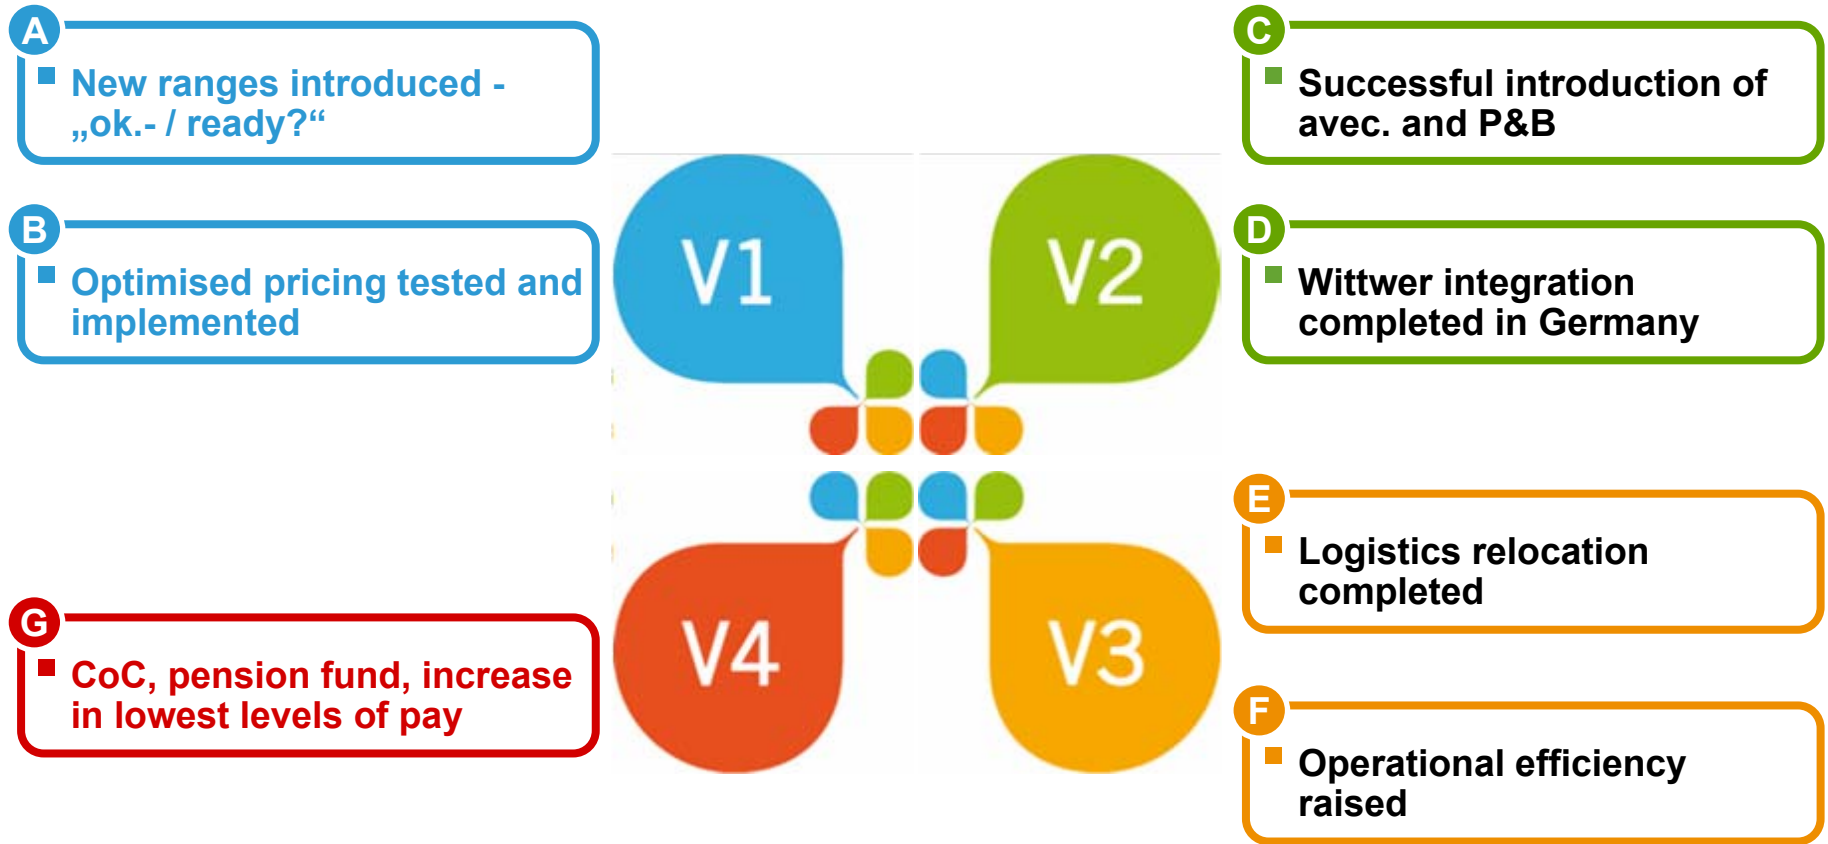 A
New ranges introduced -
„ok.- / ready?“
B
Optimised pricing tested and
implemented
C
Successful introduction of
avec. and P&B
D
Wittwer integration
completed in Germany
V1
V2
V4
V3
E
Logistics relocation
completed
F
Operational efficiency
raised
G
CoC, pension fund, increase
in lowest levels of pay